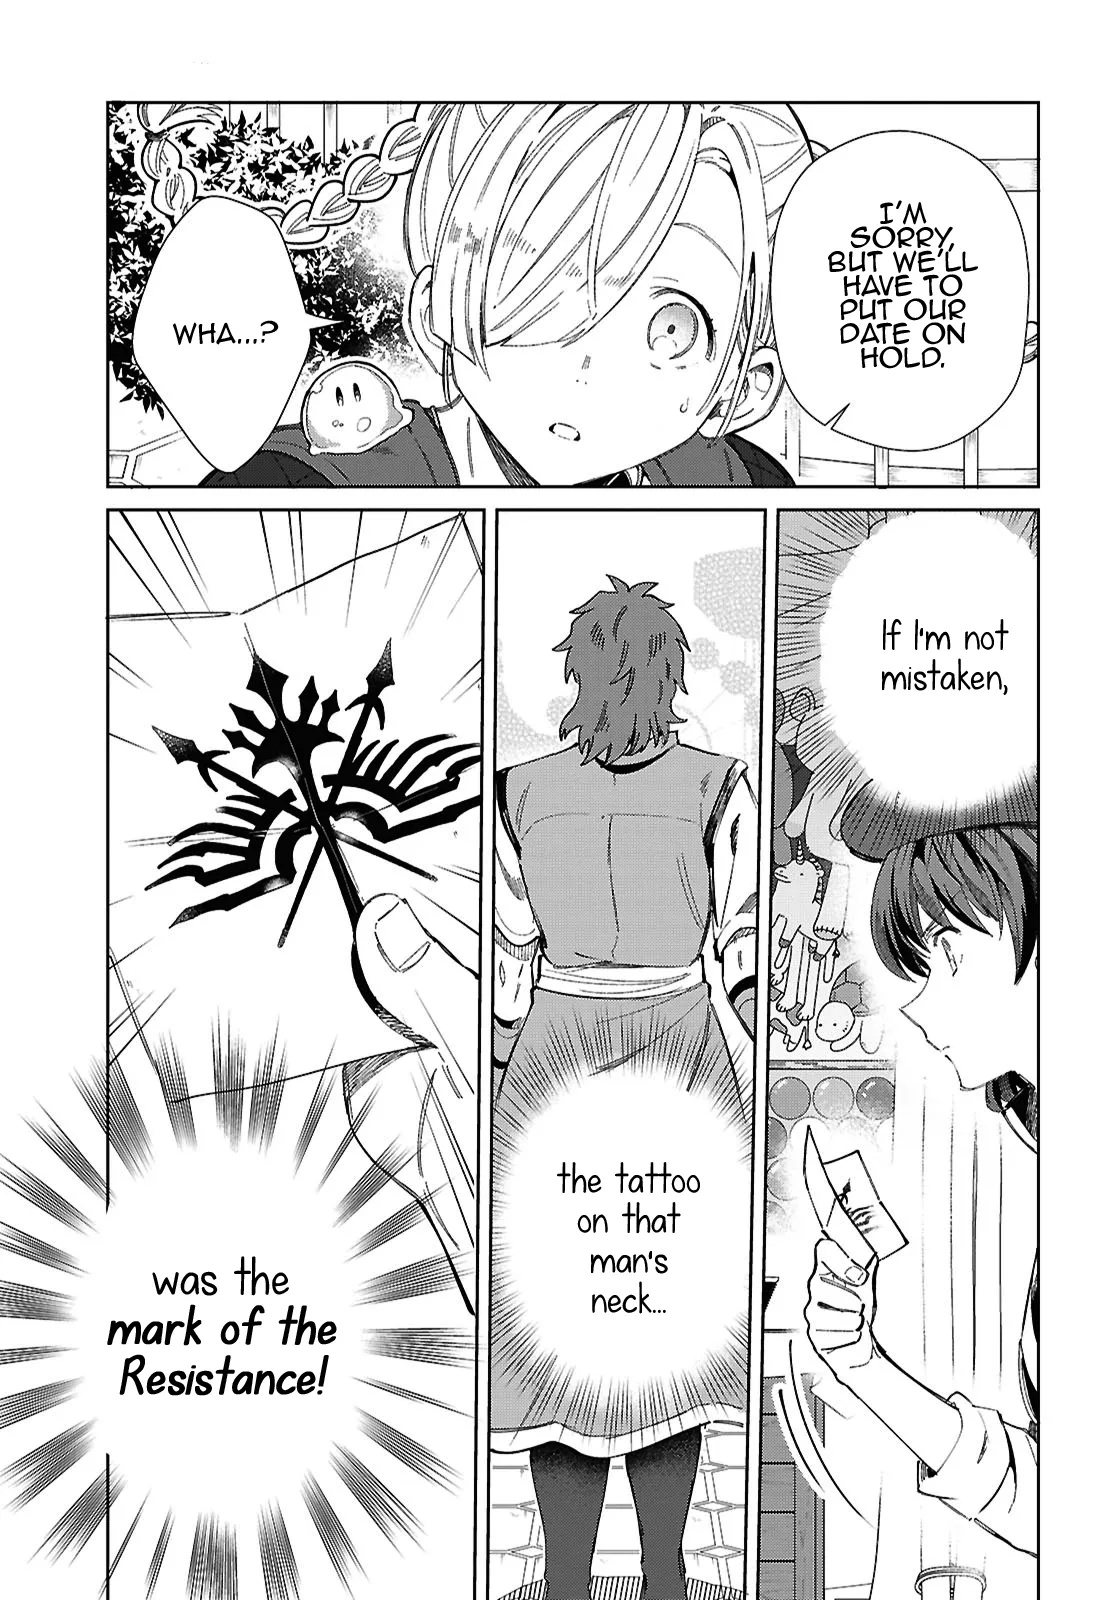 I'M
SORRY,
BUT WE'LL
HAVE TO
PUT OUR
DATE ON
HOLD.
WHA...?
If I'm not
mistaken,
the tattoo
on that
man's
neck...
was the
mark of the
Resistance!